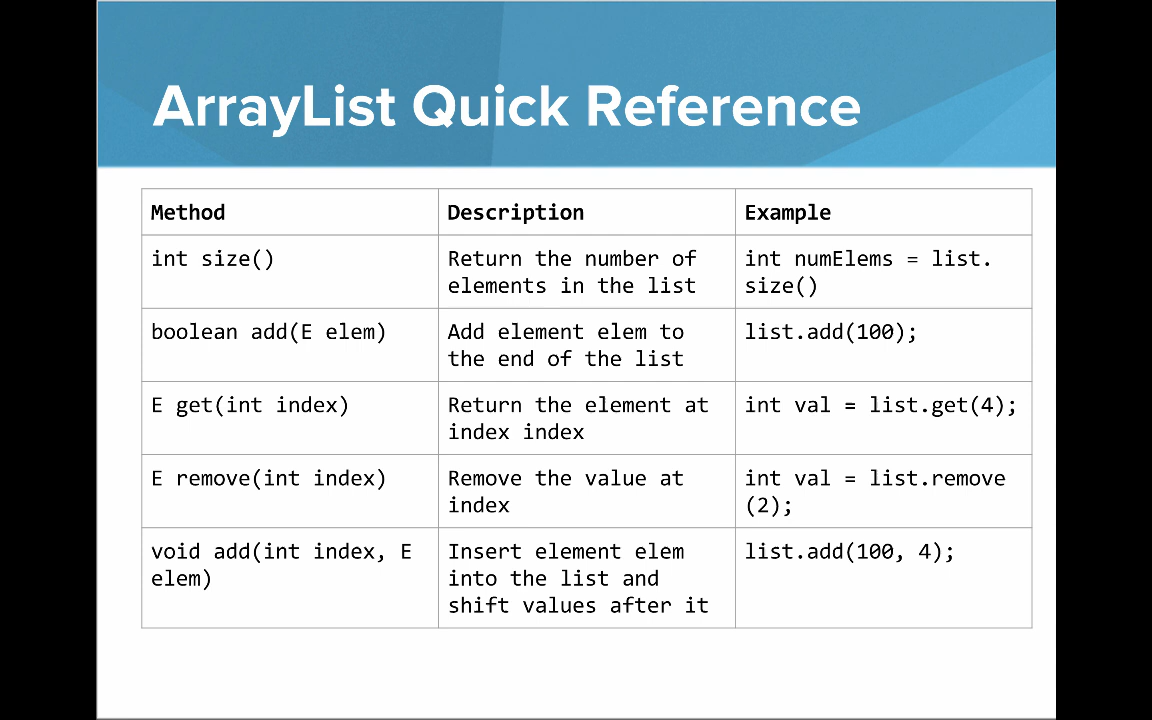 ArrayList Quick Reference
Method
Description
Example
int size()
Return the number of
elements in the list
int numElems = list.
size()
boolean add(E elem)
Add element elem to
the end of the list
list.add(100);
E get(int index)
Return the element at
index index
int val = list.get(4);
E remove(int index)
Remove the value at
index
int val = list.remove
(2);
void add(int index, E
elem)
Insert element elem
into the list and
shift values after it
list.add(100, 4);